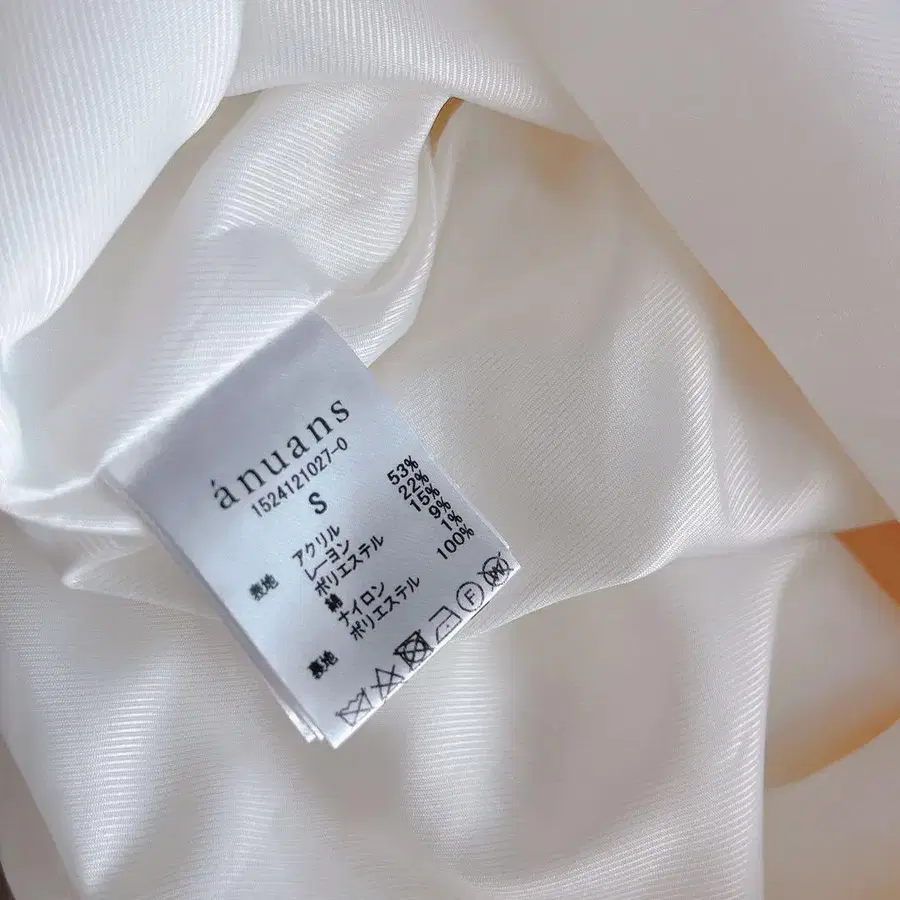 ánuans
1524121027-0
S
表地 アクリル 53%
レーヨン 22%
ポリエステル 15%
綿 9%
ナイロン 1%
裏地 ポリエステル 100%
F
W